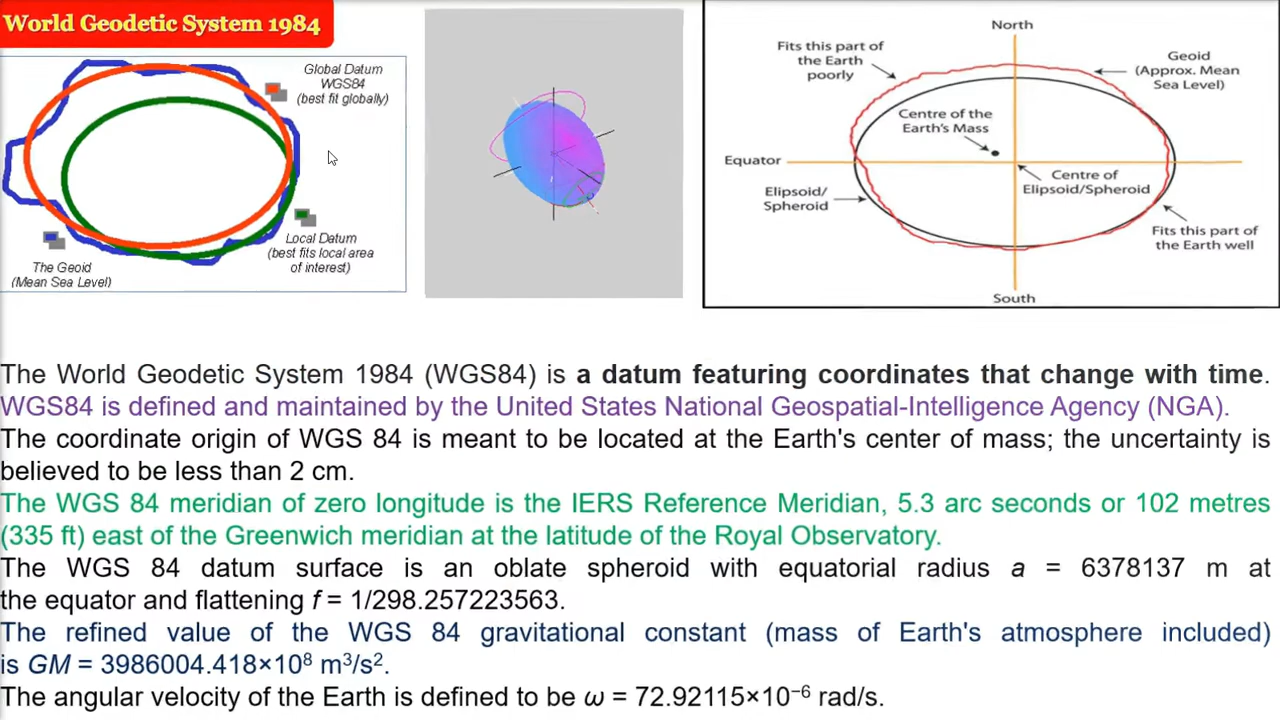 World Geodetic System 1984
Global Datum
WGS84
(best fit globally)
Local Datum
(best fits local area
of interest)
The Geoid
(Mean Sea Level)
North
Fits this part of
the Earth
poorly
Geoid
(Approx. Mean
Sea Level)
Centre of the
Earth's Mass
Equator
Centre of
Elipsoid/Spheroid
Elipsoid/
Spheroid
Fits this part of
the Earth well
South
The World Geodetic System 1984 (WGS84) is a datum featuring coordinates that change with time.
WGS84 is defined and maintained by the United States National Geospatial-Intelligence Agency (NGA).
The coordinate origin of WGS 84 is meant to be located at the Earth's center of mass; the uncertainty is
believed to be less than 2 cm.
The WGS 84 meridian of zero longitude is the IERS Reference Meridian, 5.3 arc seconds or 102 metres
(335 ft) east of the Greenwich meridian at the latitude of the Royal Observatory.
The WGS 84 datum surface is an oblate spheroid with equatorial radius a = 6378137 m at
the equator and flattening f = 1/298.257223563.
The refined value of the WGS 84 gravitational constant (mass of Earth's atmosphere included)
is GM = 3986004.418×10⁸ m³/s².
The angular velocity of the Earth is defined to be ω = 72.92115×10⁻⁶ rad/s.